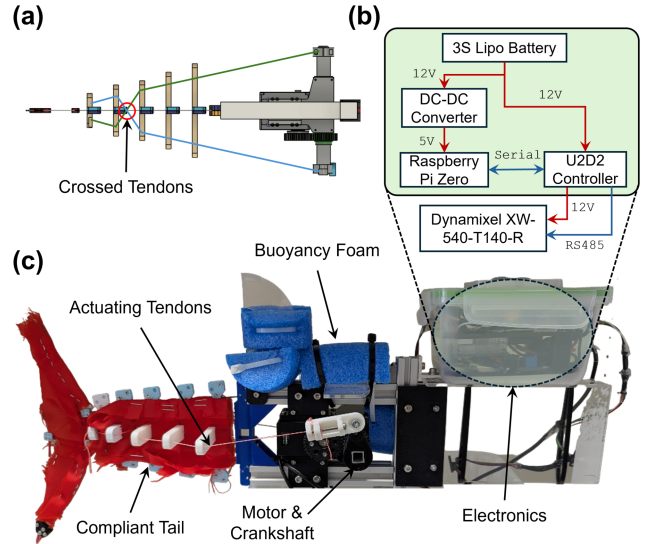 (a)
Crossed Tendons
(b)
3S Lipo Battery
12V
12V
DC-DC
Converter
5V
Raspberry
Pi Zero
Serial
U2D2
Controller
12V
Dynamixel XW-
540-T140-R
RS485
(c)
Buoyancy Foam
Actuating Tendons
Compliant Tail
Motor &
Crankshaft
Electronics